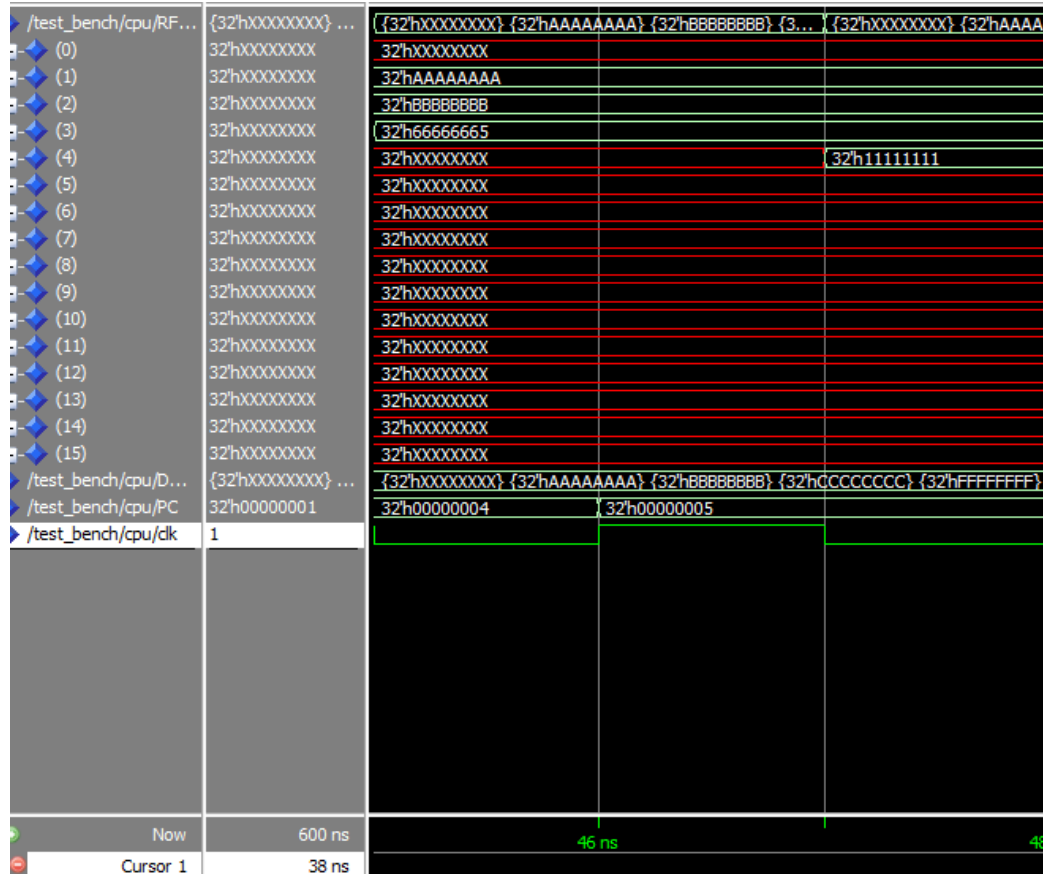 /test_bench/cpu/RF... {32'hXXXXXXXX} ... {32'hXXXXXXXX} {32'hAAAAAAAA} {32'hBBBBBBBB} {3... {32'hXXXXXXXX} {32'hAAAA
(0) 32'hXXXXXXXX 32'hXXXXXXXX
(1) 32'hXXXXXXXX 32'hAAAAAAAA
(2) 32'hXXXXXXXX 32'hBBBBBBBB
(3) 32'hXXXXXXXX 32'h66666665
(4) 32'hXXXXXXXX 32'hXXXXXXXX 32'h11111111
(5) 32'hXXXXXXXX 32'hXXXXXXXX
(6) 32'hXXXXXXXX 32'hXXXXXXXX
(7) 32'hXXXXXXXX 32'hXXXXXXXX
(8) 32'hXXXXXXXX 32'hXXXXXXXX
(9) 32'hXXXXXXXX 32'hXXXXXXXX
(10) 32'hXXXXXXXX 32'hXXXXXXXX
(11) 32'hXXXXXXXX 32'hXXXXXXXX
(12) 32'hXXXXXXXX 32'hXXXXXXXX
(13) 32'hXXXXXXXX 32'hXXXXXXXX
(14) 32'hXXXXXXXX 32'hXXXXXXXX
(15) 32'hXXXXXXXX 32'hXXXXXXXX
/test_bench/cpu/D... {32'hXXXXXXXX} ... {32'hXXXXXXXX} {32'hAAAAAAAA} {32'hBBBBBBBB} {32'hCCCCCCCC} {32'hFFFFFFFF}
/test_bench/cpu/PC 32'h00000001 32'h00000004 32'h00000005
/test_bench/cpu/clk 1
Now 600 ns 46 ns 48
Cursor 1 38 ns